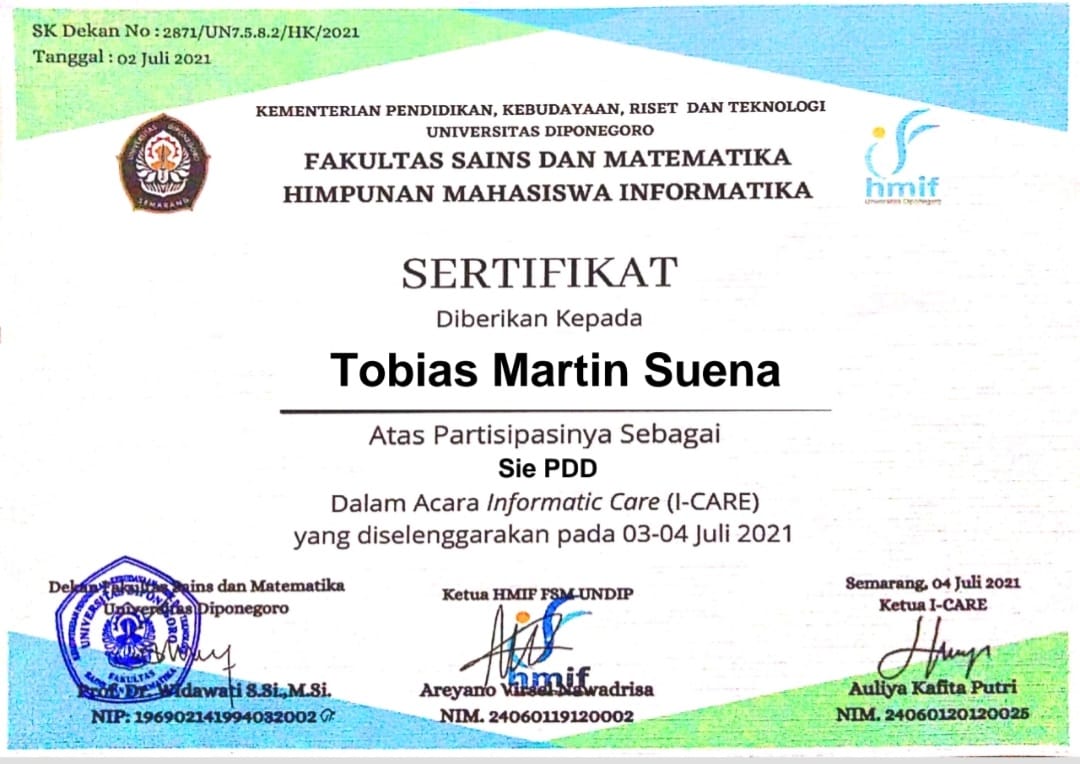 SK Dekan No : 2871/UN7.5.8.2/HK/2021
Tanggal : 02 Juli 2021
KEMENTERIAN PENDIDIKAN, KEBUDAYAAN, RISET DAN TEKNOLOGI
UNIVERSITAS DIPONEGORO
FAKULTAS SAINS DAN MATEMATIKA
HIMPUNAN MAHASISWA INFORMATIKA
UNIVERSITAS DIPONEGORO
SEMARANG
hmif
Universitas Diponegoro
SERTIFIKAT
Diberikan Kepada
Tobias Martin Suena
Atas Partisipasinya Sebagai
Sie PDD
Dalam Acara Informatic Care (I-CARE)
yang diselenggarakan pada 03-04 Juli 2021
Dekan Fakultas Sains dan Matematika
Universitas Diponegoro
UNIVERSITAS DIPONEGORO
FAKULTAS
Prof. Dr. Widawati S.Si., M.Si.
NIP: 196902141994032002
Ketua HMIF FSM UNDIP
hmif
Areyano Nawadrisa
NIM. 24060119120002
Semarang, 04 Juli 2021
Ketua I-CARE
Auliya Kafita Putri
NIM. 24060120120025